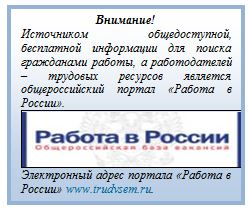 Внимание!
Источником общедоступной,
бесплатной информации для поиска
гражданами работы, а работодателей
– трудовых ресурсов является
общероссийский портал «Работа в
России».
Работа в России
Общероссийская база вакансий
Электронный адрес портала «Работа в
России» www.trudvsem.ru.